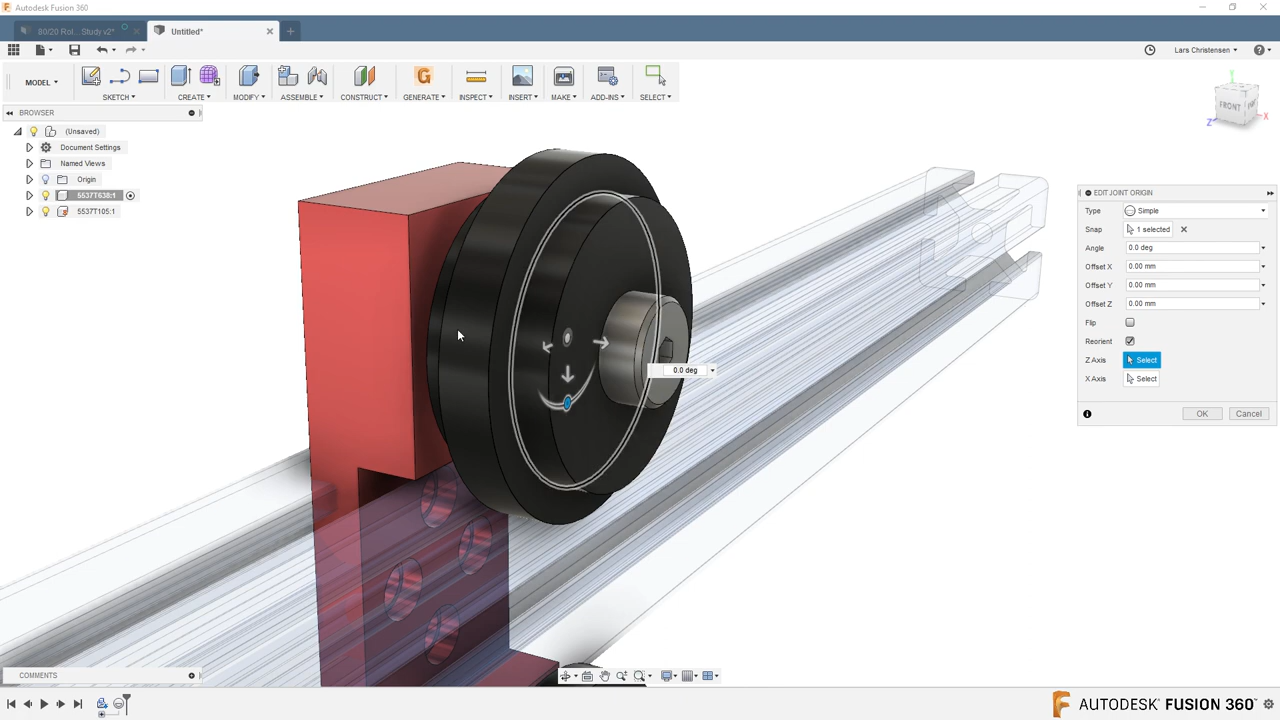 Autodesk Fusion 360
80/20 Rol...Study v2*
Untitled*
Lars Christensen
MODEL
SKETCH
CREATE
MODIFY
ASSEMBLE
CONSTRUCT
GENERATE
INSPECT
INSERT
MAKE
ADD-INS
SELECT
BROWSER
(Unsaved)
Document Settings
Named Views
Origin
5537T638:1
5537T105:1
FRONT
Z
X
EDIT JOINT ORIGIN
Type
Simple
Snap
1 selected
Angle
0.0 deg
Offset X
0.00 mm
Offset Y
0.00 mm
Offset Z
0.00 mm
Flip
Reorient
Z Axis
Select
X Axis
Select
OK
Cancel
0.0 deg
COMMENTS
AUTODESK® FUSION 360™